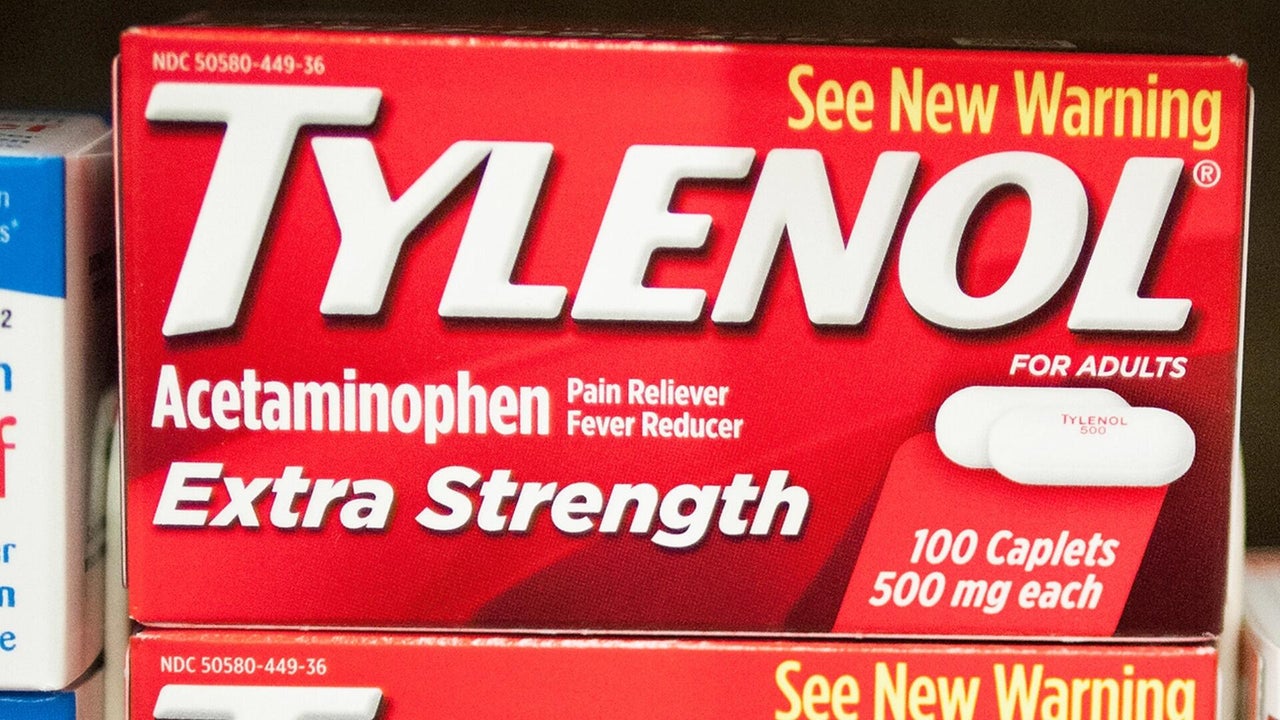 NDC 50580-449-36
See New Warning
TYLENOL®
FOR ADULTS
Acetaminophen
Pain Reliever
Fever Reducer
TYLENOL
500
Extra Strength
100 Caplets
500 mg each
NDC 50580-449-36
See New Warning